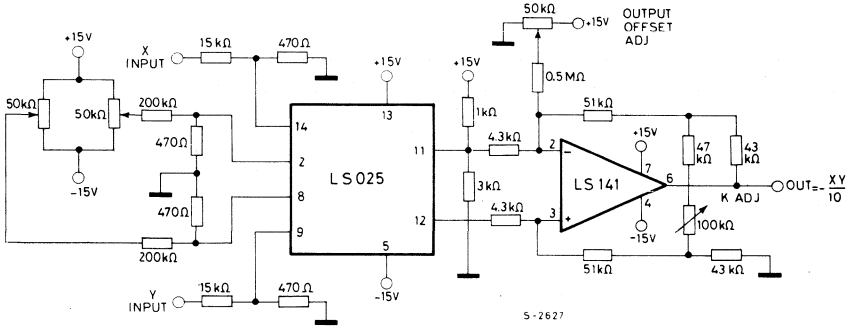 50kΩ
+15V
OUTPUT
OFFSET
ADJ
X
INPUT
15kΩ
470Ω
+15V
+15V
+15V
0.5MΩ
50kΩ
50kΩ
200kΩ
470Ω
-15V
470Ω
200kΩ
14
2
8
9
13
LS025
11
12
5
-15V
1kΩ
3kΩ
4.3kΩ
4.3kΩ
51kΩ
+15V
2
-
7
LS141
6
3
+
4
-15V
51kΩ
47
kΩ
43
kΩ
K ADJ
100kΩ
43kΩ
OUT=-XY/10
Y
INPUT
15kΩ
470Ω
S-2627